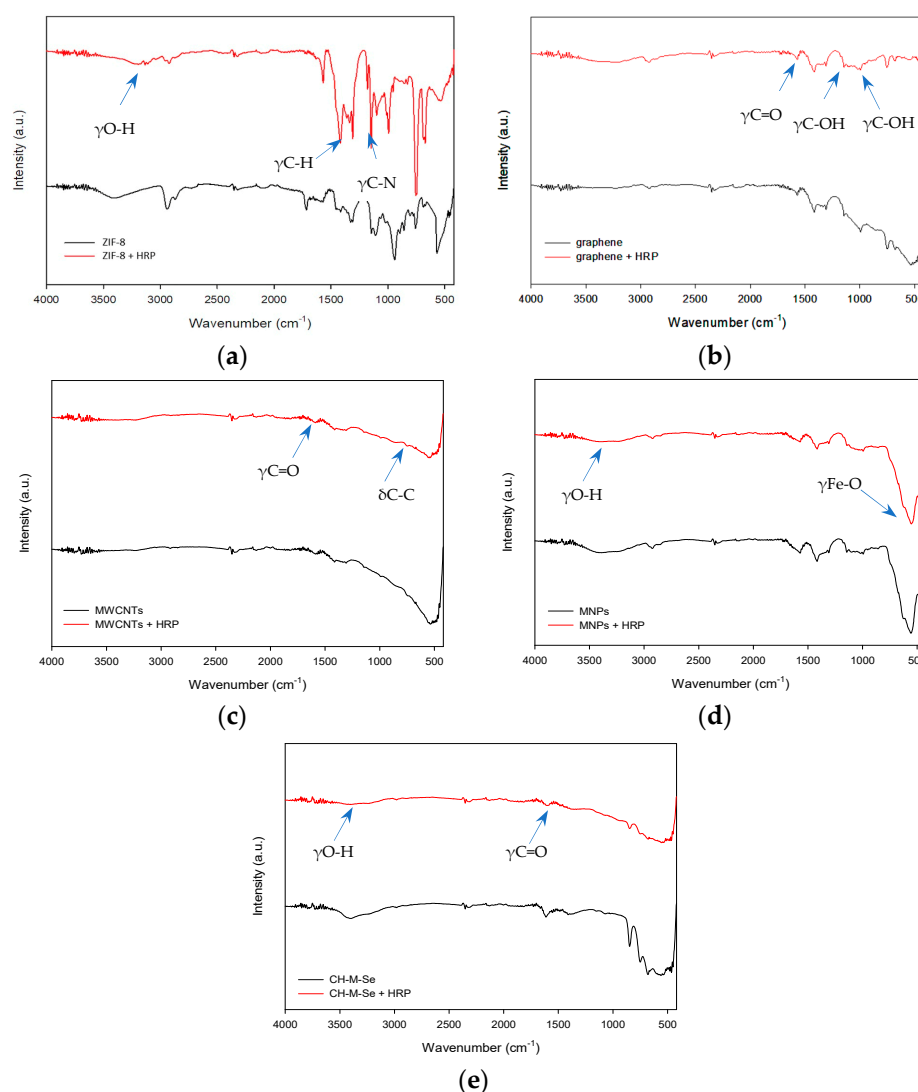 γO-H
γC-H
γC-N
Intensity (a.u.)
ZIF-8
ZIF-8 + HRP
4000 3500 3000 2500 2000 1500 1000 500
Wavenumber (cm⁻¹)
(a)
γC=O
γC-OH
γC-OH
Intensity (a.u.)
graphene
graphene + HRP
4000 3500 3000 2500 2000 1500 1000 500
Wavenumber (cm⁻¹)
(b)
γC=O
δC-C
Intensity (a.u.)
MWCNTs
MWCNTs + HRP
4000 3500 3000 2500 2000 1500 1000 500
Wavenumber (cm⁻¹)
(c)
γO-H
γFe-O
Intensity (a.u.)
MNPs
MNPs + HRP
4000 3500 3000 2500 2000 1500 1000 500
Wavenumber (cm⁻¹)
(d)
γO-H
γC=O
Intensity (a.u.)
CH-M-Se
CH-M-Se + HRP
4000 3500 3000 2500 2000 1500 1000 500
Wavenumber (cm⁻¹)
(e)